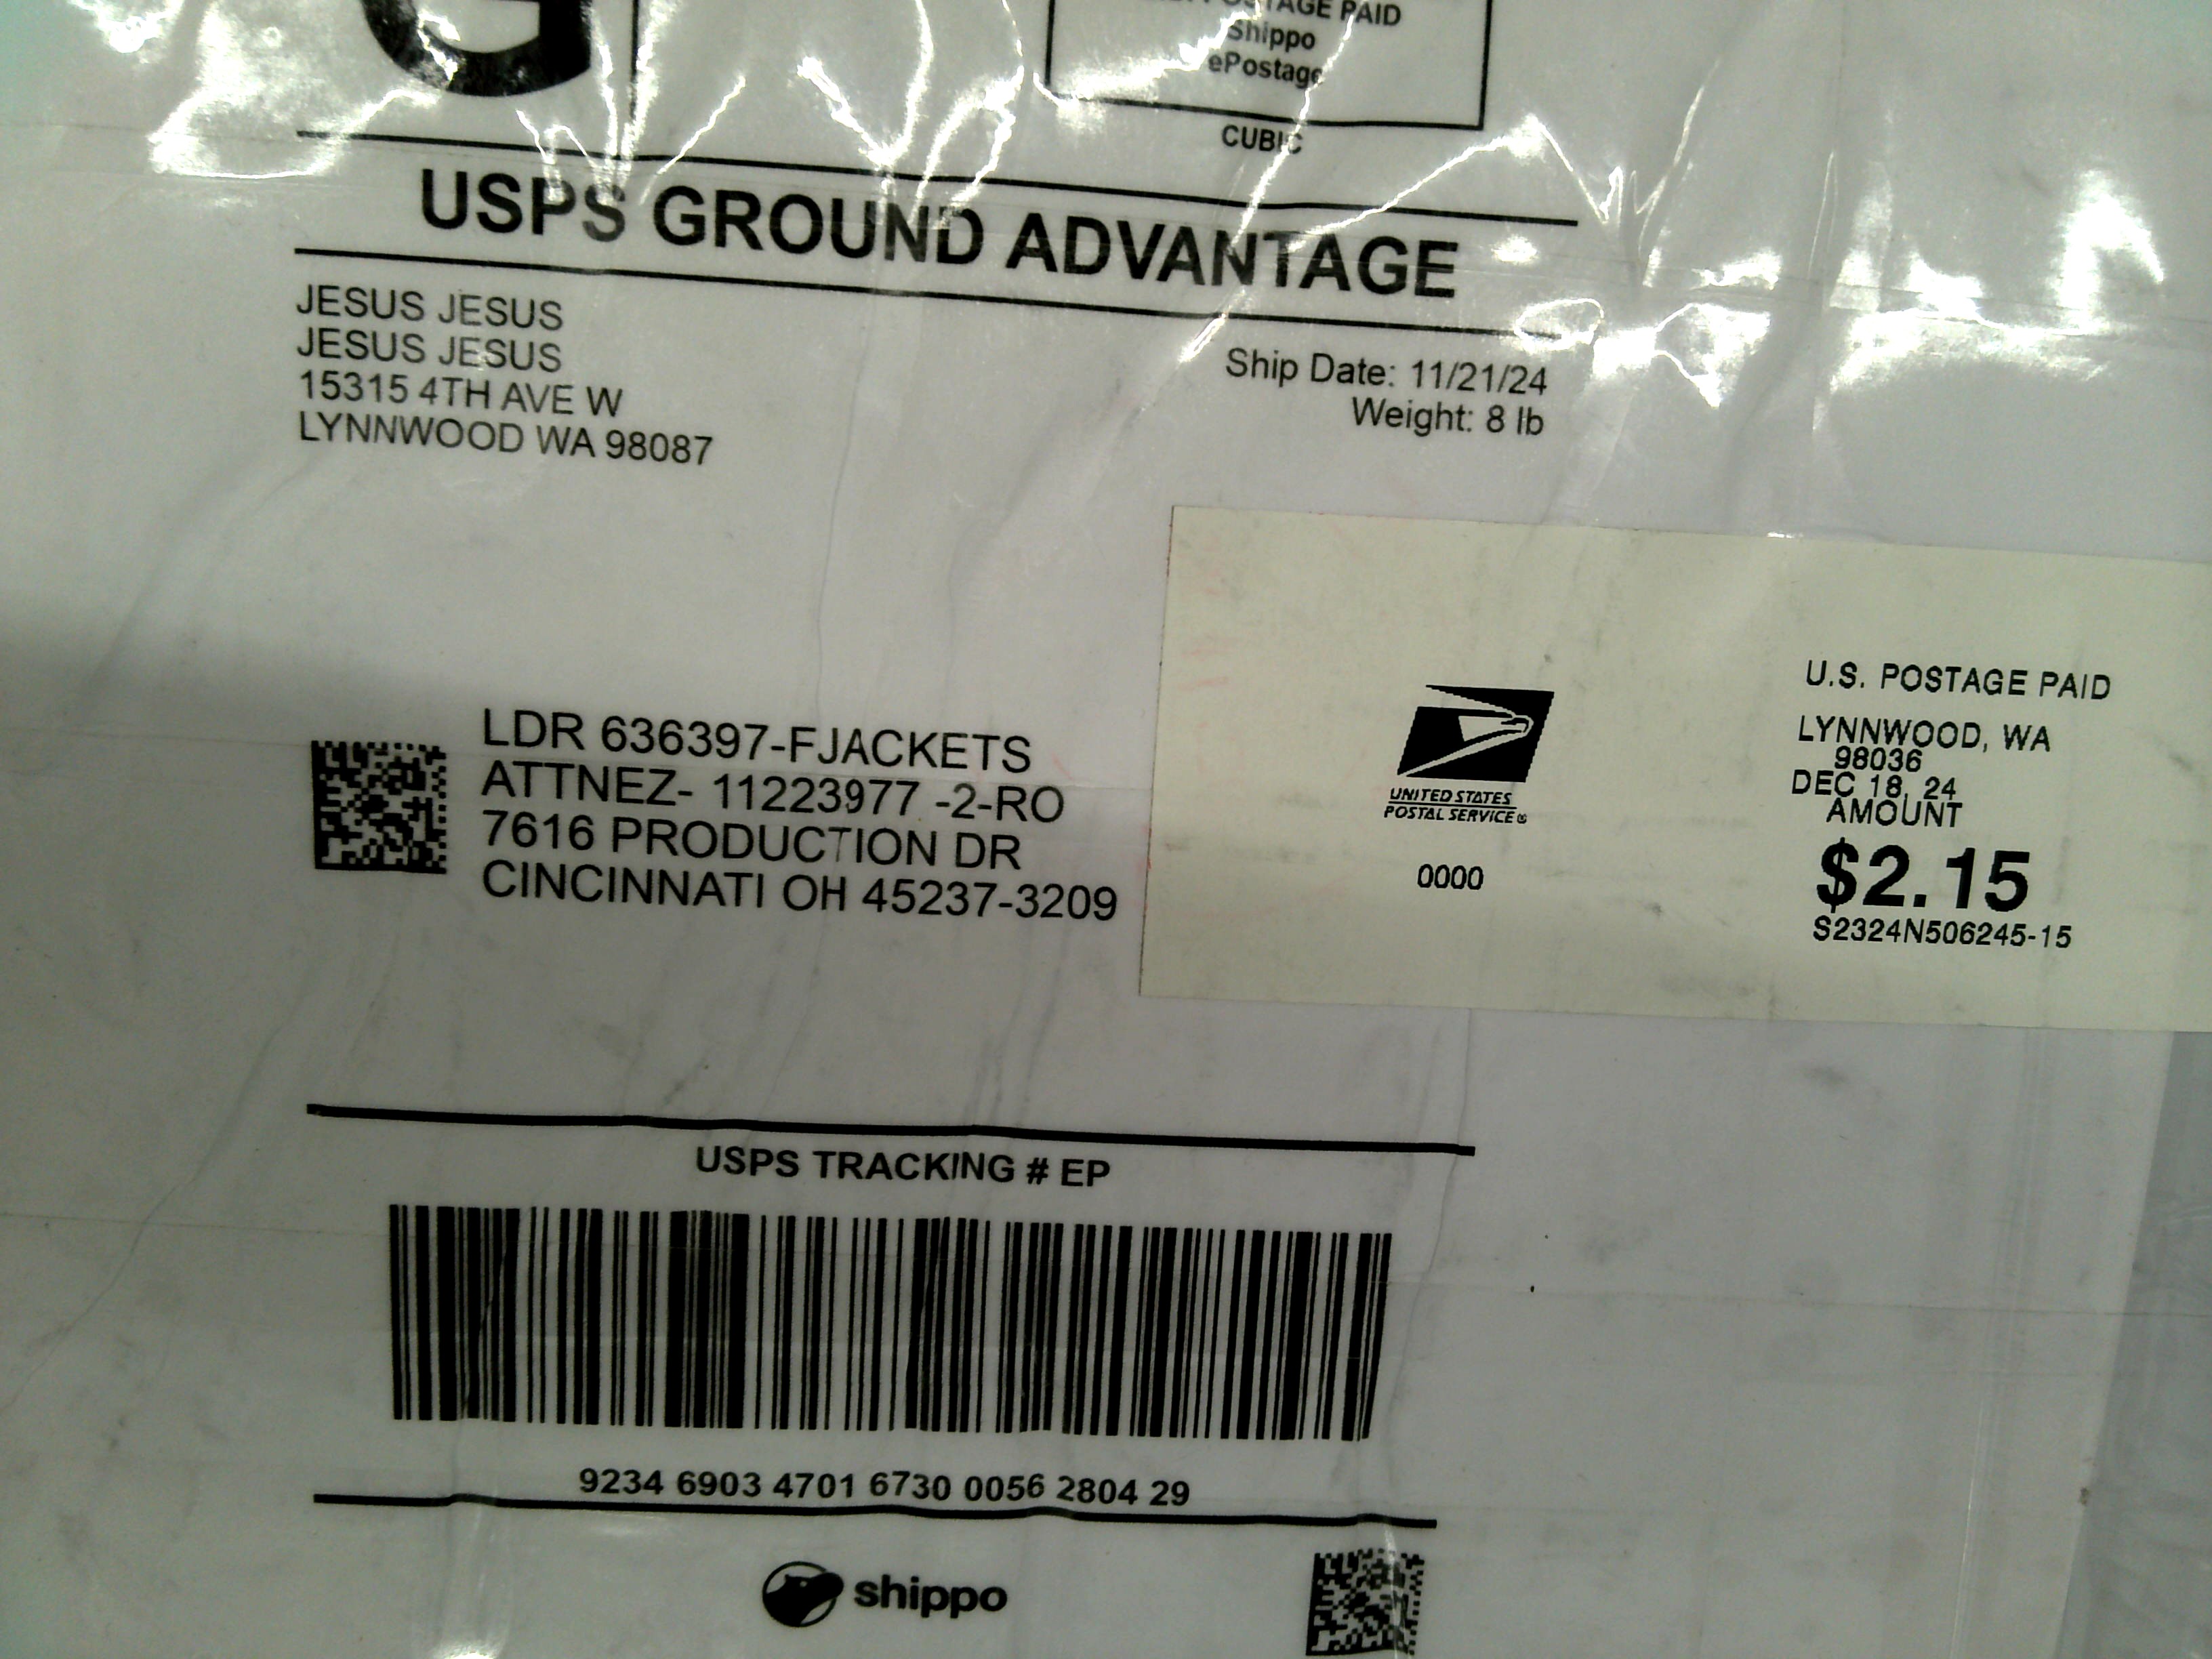 G
POSTAGE PAID
Shippo
ePostage
CUBIC
USPS GROUND ADVANTAGE
JESUS JESUS
JESUS JESUS
15315 4TH AVE W
LYNNWOOD WA 98087
Ship Date: 11/21/24
Weight: 8 lb
LDR 636397-FJACKETS
ATTNEZ- 11223977 -2-RO
7616 PRODUCTION DR
CINCINNATI OH 45237-3209
UNITED STATES
POSTAL SERVICE®
0000
U.S. POSTAGE PAID
LYNNWOOD, WA
98036
DEC 18, 24
AMOUNT
$2.15
S2324N506245-15
USPS TRACKING # EP
9234 6903 4701 6730 0056 2804 29
shippo